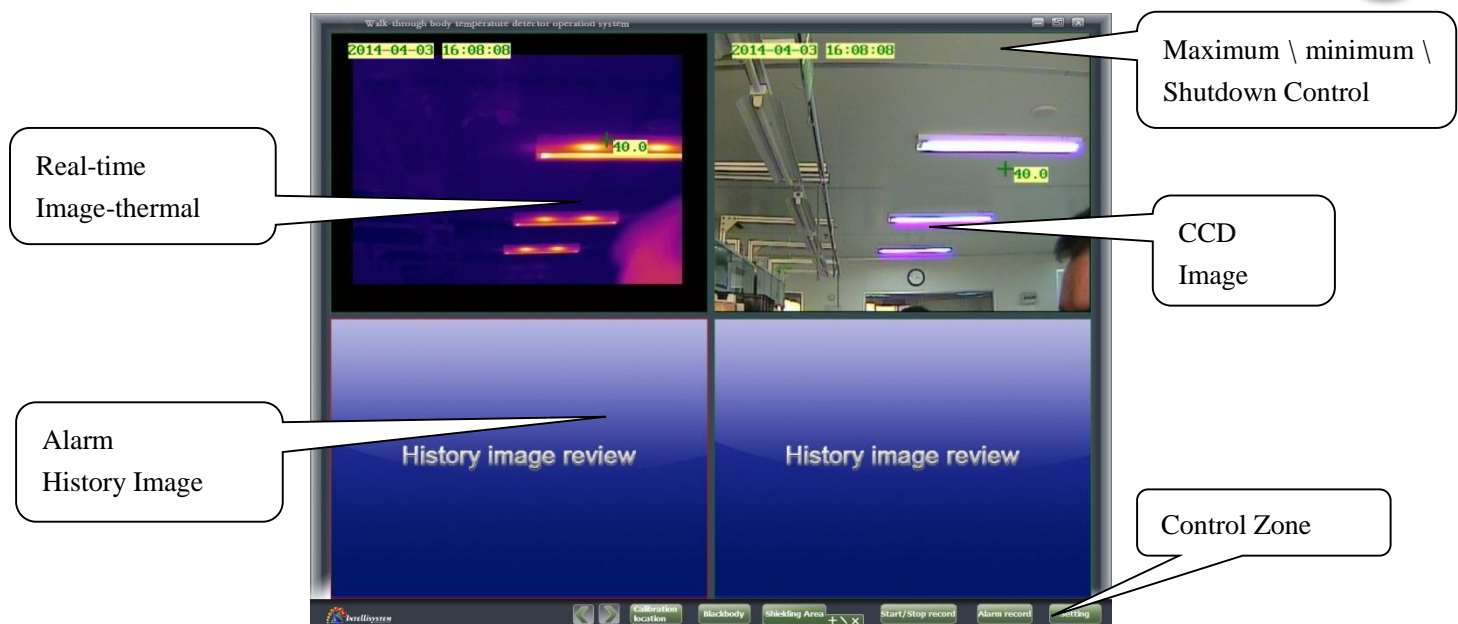 Walk-through body temperature detector operation system
2014-04-03 16:08:08
2014-04-03 16:08:08
Maximum \ minimum \
Shutdown Control
40.0
40.0
Real-time
Image-thermal
CCD
Image
Alarm
History Image
History image review
History image review
Control Zone
Intellisystem
Calibration
location
Blackbody
Shielding Area
Start/Stop record
Alarm record
Setting